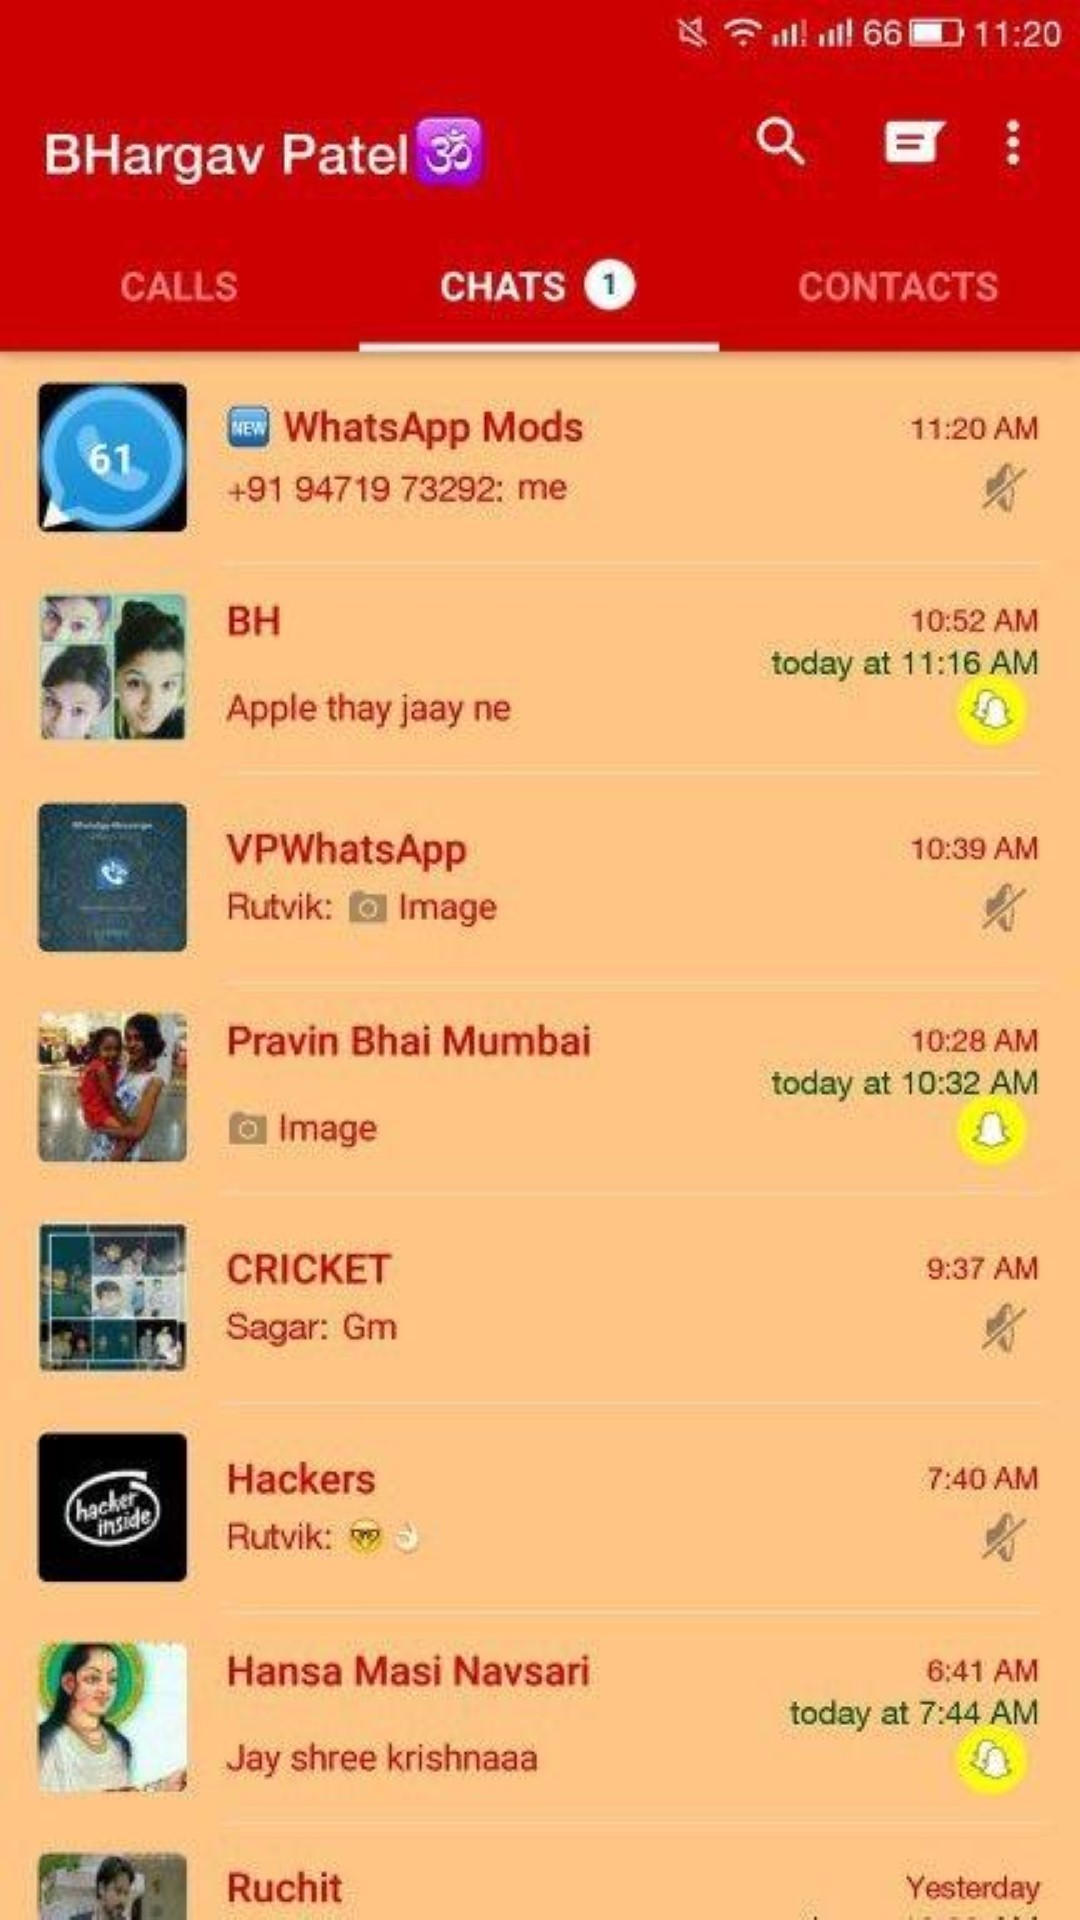 66 11:20
BHargav Patel🕉
CALLS
CHATS 1
CONTACTS
61
🆕 WhatsApp Mods
11:20 AM
+91 94719 73292: me
BH
10:52 AM
today at 11:16 AM
Apple thay jaay ne
VPWhatsApp
10:39 AM
Rutvik: Image
Pravin Bhai Mumbai
10:28 AM
today at 10:32 AM
Image
CRICKET
9:37 AM
Sagar: Gm
hacker
inside
Hackers
7:40 AM
Rutvik: 🤓👌🏻
Hansa Masi Navsari
6:41 AM
today at 7:44 AM
Jay shree krishnaaa
Ruchit
Yesterday